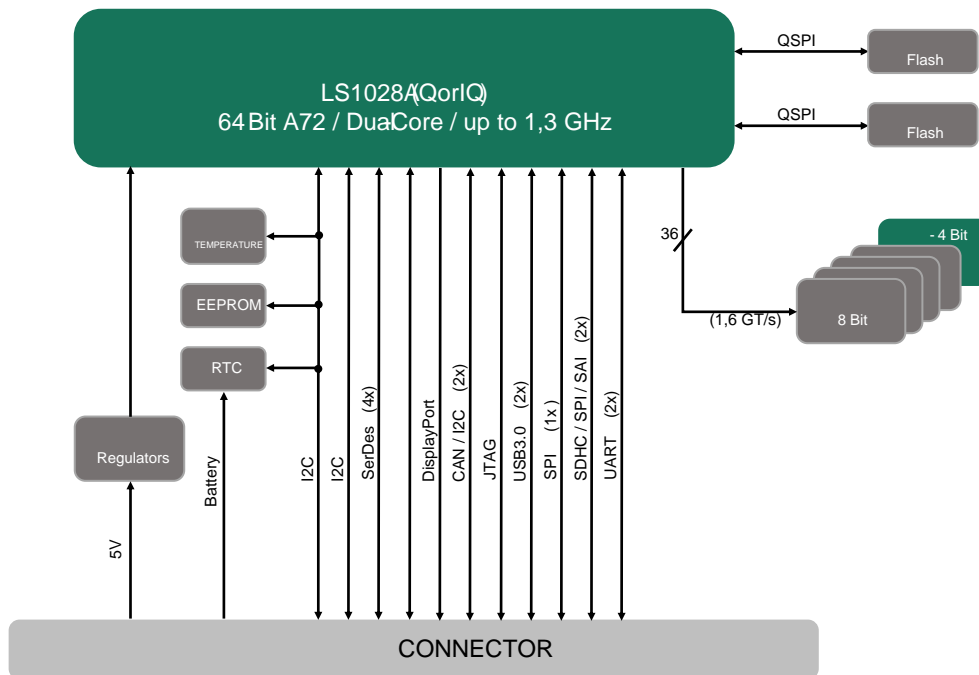 LS1028A (QorIQ)
64 Bit A72 / Dual-Core / up to 1,3 GHz
QSPI
Flash
QSPI
Flash
TEMPERATURE
EEPROM
RTC
Regulators
36
- 4 Bit
8 Bit
(1,6 GT/s)
5V
Battery
I2C
I2C
SerDes (4x)
DisplayPort
CAN / I2C (2x)
JTAG
USB3.0 (2x)
SPI (1x)
SDHC / SPI / SAI (2x)
UART (2x)
CONNECTOR